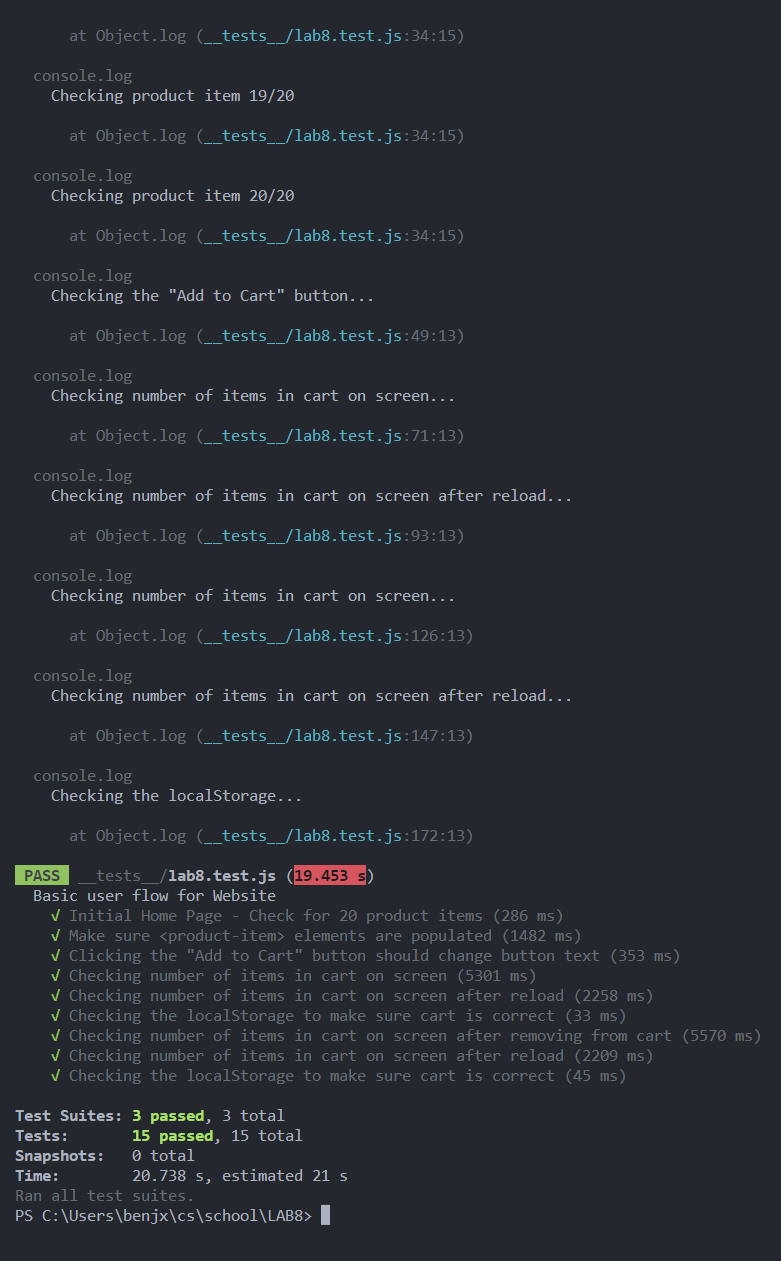 at Object.log (__tests__/lab8.test.js:34:15)
console.log
Checking product item 19/20
at Object.log (__tests__/lab8.test.js:34:15)
console.log
Checking product item 20/20
at Object.log (__tests__/lab8.test.js:34:15)
console.log
Checking the "Add to Cart" button...
at Object.log (__tests__/lab8.test.js:49:13)
console.log
Checking number of items in cart on screen...
at Object.log (__tests__/lab8.test.js:71:13)
console.log
Checking number of items in cart on screen after reload...
at Object.log (__tests__/lab8.test.js:93:13)
console.log
Checking number of items in cart on screen...
at Object.log (__tests__/lab8.test.js:126:13)
console.log
Checking number of items in cart on screen after reload...
at Object.log (__tests__/lab8.test.js:147:13)
console.log
Checking the localStorage...
at Object.log (__tests__/lab8.test.js:172:13)
PASS __tests__/lab8.test.js (19.453 s)
Basic user flow for Website
√ Initial Home Page - Check for 20 product items (286 ms)
√ Make sure <product-item> elements are populated (1482 ms)
√ Clicking the "Add to Cart" button should change button text (353 ms)
√ Checking number of items in cart on screen (5301 ms)
√ Checking number of items in cart on screen after reload (2258 ms)
√ Checking the localStorage to make sure cart is correct (33 ms)
√ Checking number of items in cart on screen after removing from cart (5570 ms)
√ Checking number of items in cart on screen after reload (2209 ms)
√ Checking the localStorage to make sure cart is correct (45 ms)
Test Suites: 3 passed, 3 total
Tests: 15 passed, 15 total
Snapshots: 0 total
Time: 20.738 s, estimated 21 s
Ran all test suites.
PS C:\Users\benjx\cs\school\LAB8>